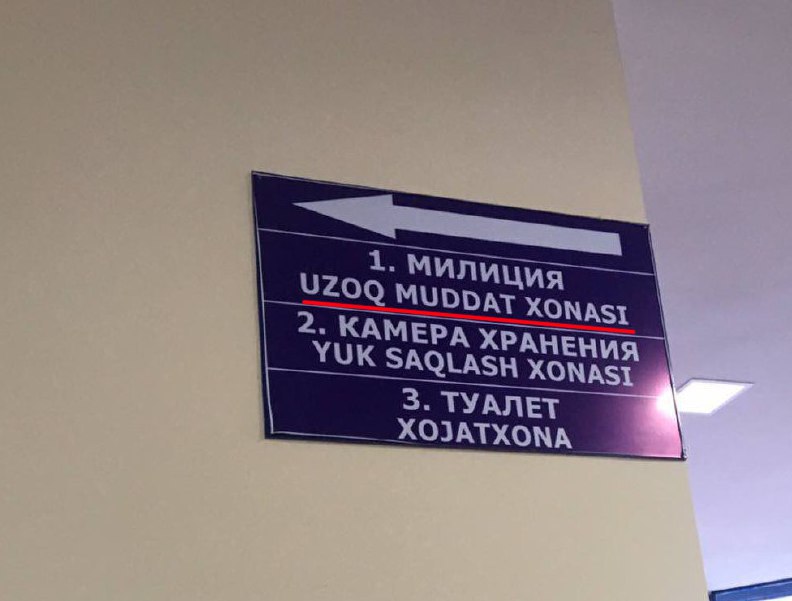 1. МИЛИЦИЯ
UZOQ MUDDAT XONASI
2. КАМЕРА ХРАНЕНИЯ
YUK SAQLASH XONASI
3. ТУАЛЕТ
XOJATXONA